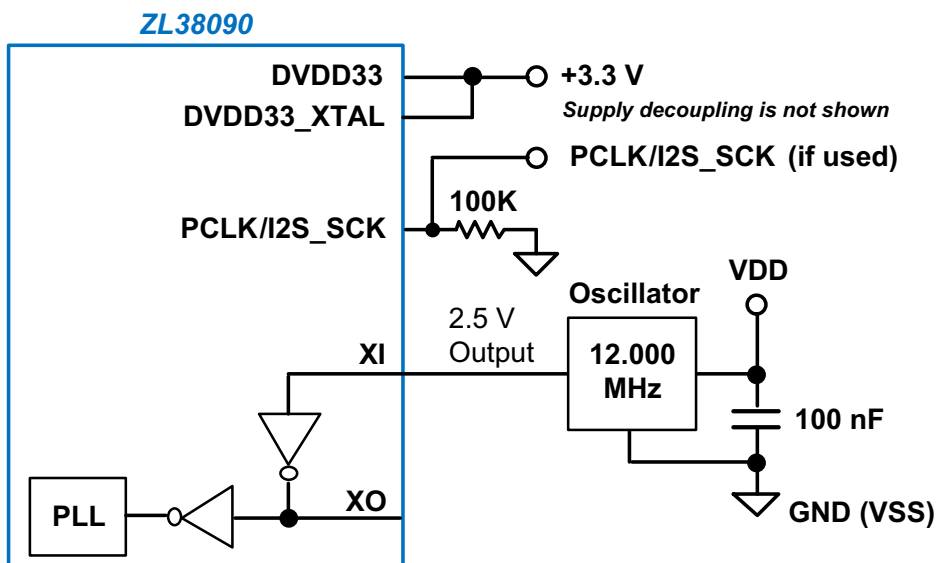 ZL38090
DVDD33
+3.3 V
DVDD33_XTAL
Supply decoupling is not shown
PCLK/I2S_SCK (if used)
100K
PCLK/I2S_SCK
VDD
Oscillator
2.5 V
Output
XI
12.000
MHz
100 nF
PLL
XO
GND (VSS)